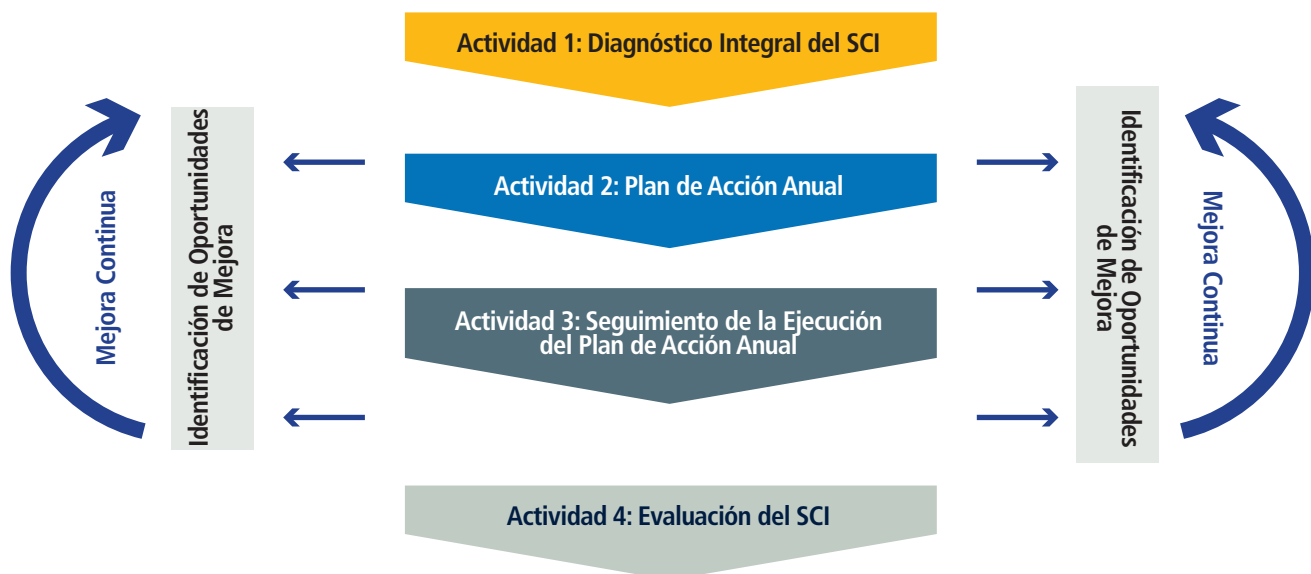 Actividad 1: Diagnóstico Integral del SCI
Mejora Continua
Identificación de Oportunidades
de Mejora
Actividad 2: Plan de Acción Anual
Actividad 3: Seguimiento de la Ejecución
del Plan de Acción Anual
Actividad 4: Evaluación del SCI
Identificación de Oportunidades
de Mejora
Mejora Continua